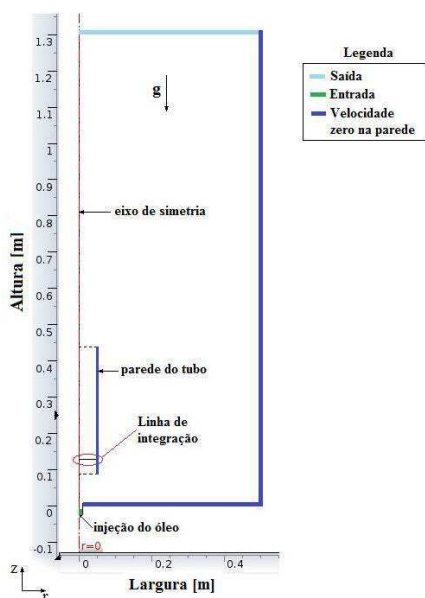 1.3
1.2
1.1
1
0.9
0.8
0.7
0.6
0.5
0.4
0.3
0.2
0.1
0
-0.1
Altura [m]
g
eixo de simetria
parede do tubo
Linha de
integração
injeção do óleo
r=0
0
0.2
0.4
Largura [m]
z
r
Legenda
Saída
Entrada
Velocidade
zero na parede